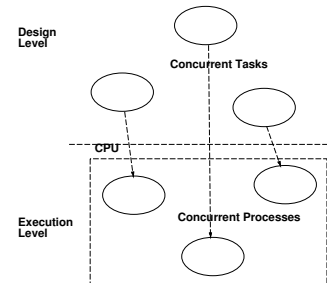 Design
Level
Concurrent Tasks
CPU
Concurrent Processes
Execution
Level